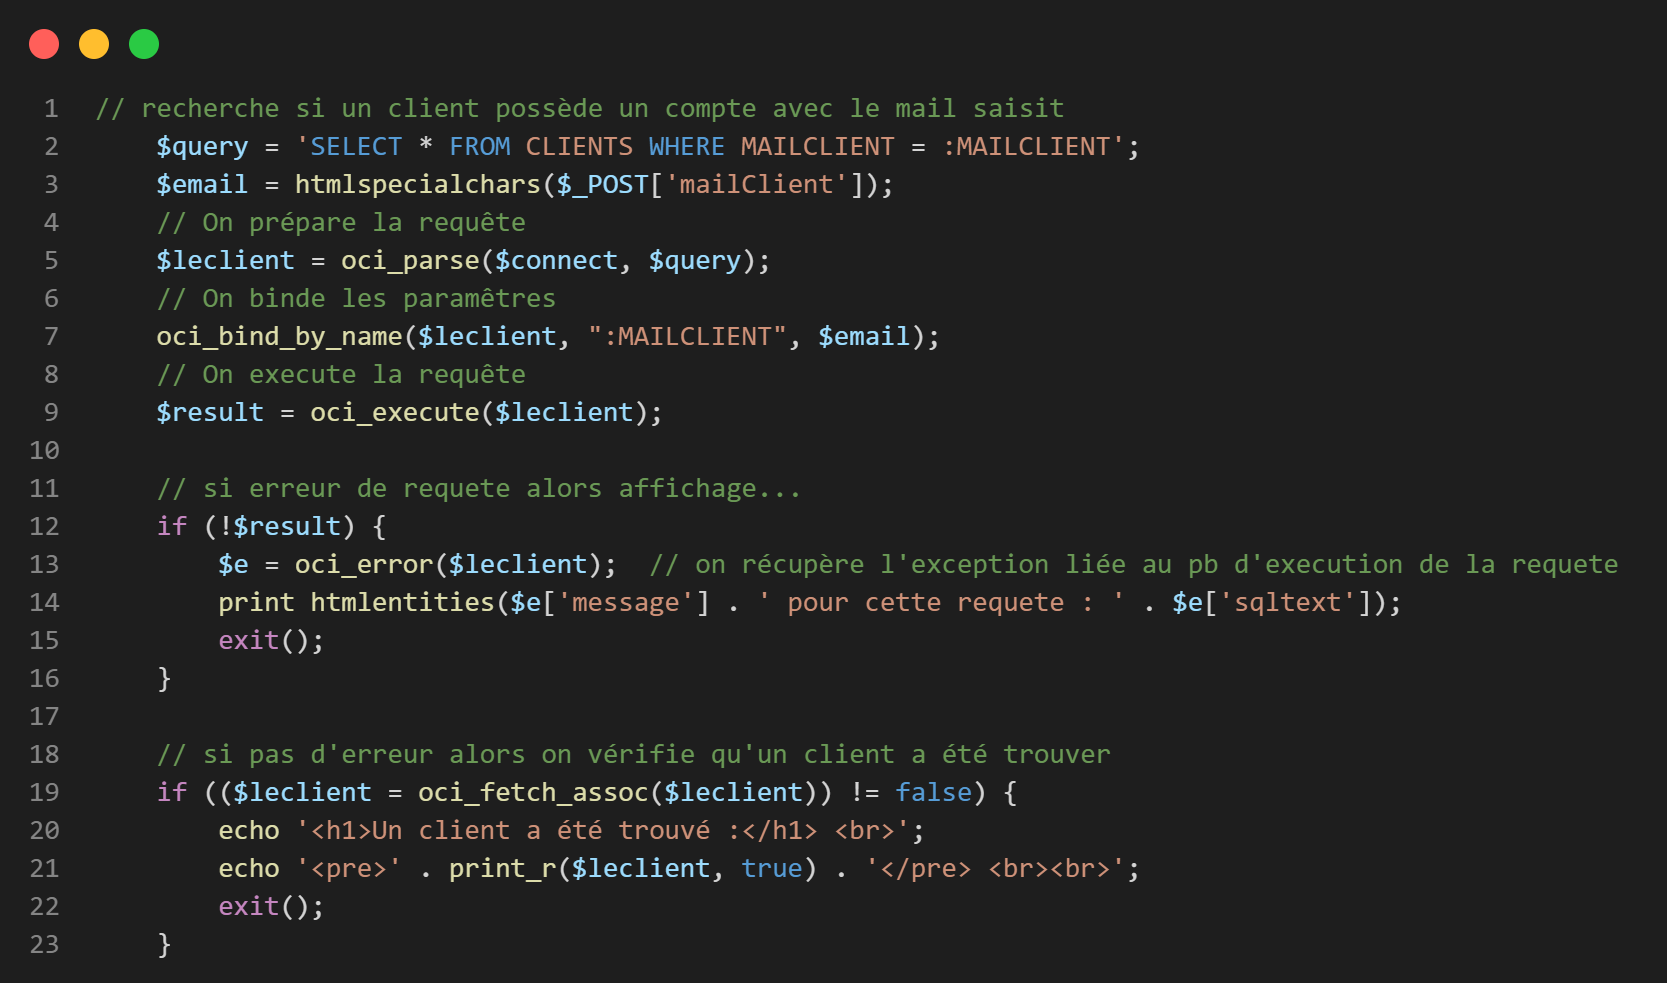 1 // recherche si un client possède un compte avec le mail saisit
2 $query = 'SELECT * FROM CLIENTS WHERE MAILCLIENT = :MAILCLIENT';
3 $email = htmlspecialchars($_POST['mailClient']);
4 // On prépare la requête
5 $leclient = oci_parse($connect, $query);
6 // On binde les paramêtres
7 oci_bind_by_name($leclient, ":MAILCLIENT", $email);
8 // On execute la requête
9 $result = oci_execute($leclient);
10
11 // si erreur de requete alors affichage...
12 if (!$result) {
13 $e = oci_error($leclient);  // on récupère l'exception liée au pb d'execution de la requete
14 print htmlentities($e['message'] . ' pour cette requete : ' . $e['sqltext']);
15 exit();
16 }
17
18 // si pas d'erreur alors on vérifie qu'un client a été trouver
19 if (($leclient = oci_fetch_assoc($leclient)) != false) {
20 echo '<h1>Un client a été trouvé :</h1> <br>';
21 echo '<pre>' . print_r($leclient, true) . '</pre> <br><br>';
22 exit();
23 }